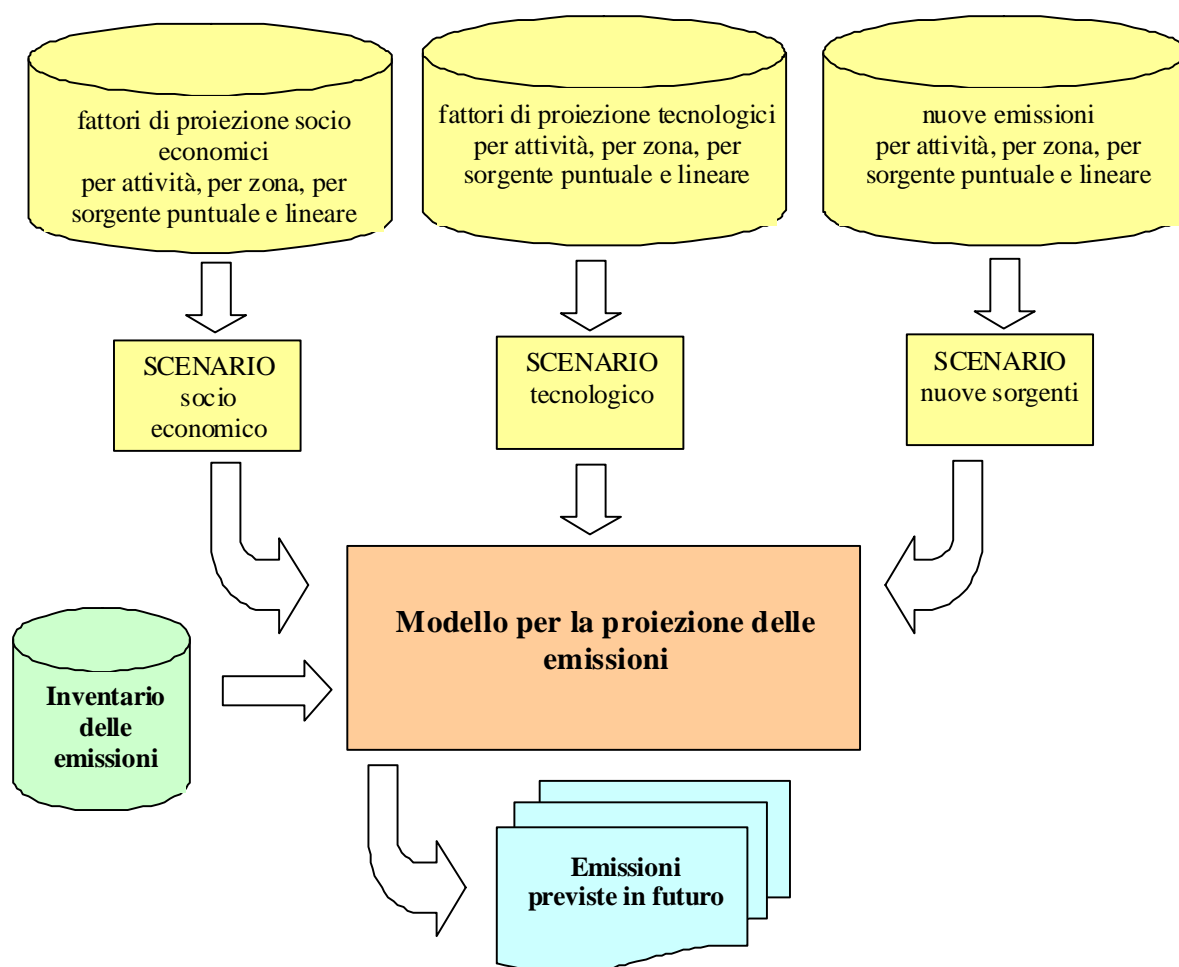 fattori di proiezione socio
economici
per attività, per zona, per
sorgente puntuale e lineare
fattori di proiezione tecnologici
per attività, per zona, per
sorgente puntuale e lineare
nuove emissioni
per attività, per zona, per
sorgente puntuale e lineare
SCENARIO
socio
economico
SCENARIO
tecnologico
SCENARIO
nuove sorgenti
Modello per la proiezione delle
emissioni
Inventario
delle
emissioni
Emissioni
previste in futuro